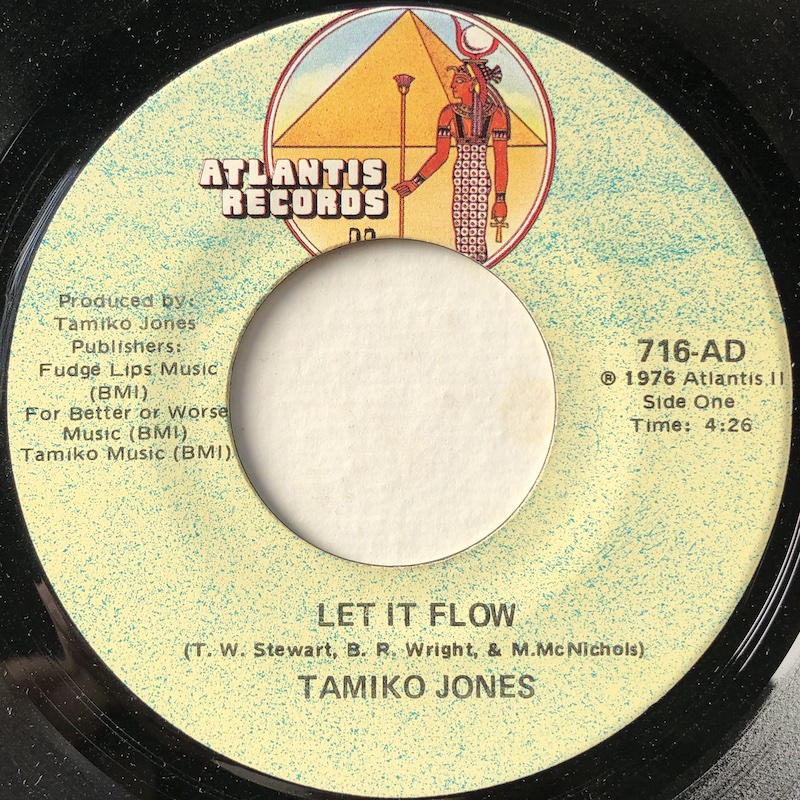 ATLANTIS
RECORDS
II
Produced by:
Tamiko Jones
Publishers:
Fudge Lips Music
(BMI)
For Better or Worse
Music (BMI)
Tamiko Music (BMI)
716-AD
℗ 1976 Atlantis II
Side One
Time: 4:26
LET IT FLOW
(T. W. Stewart, B. R. Wright, & M.McNichols)
TAMIKO JONES